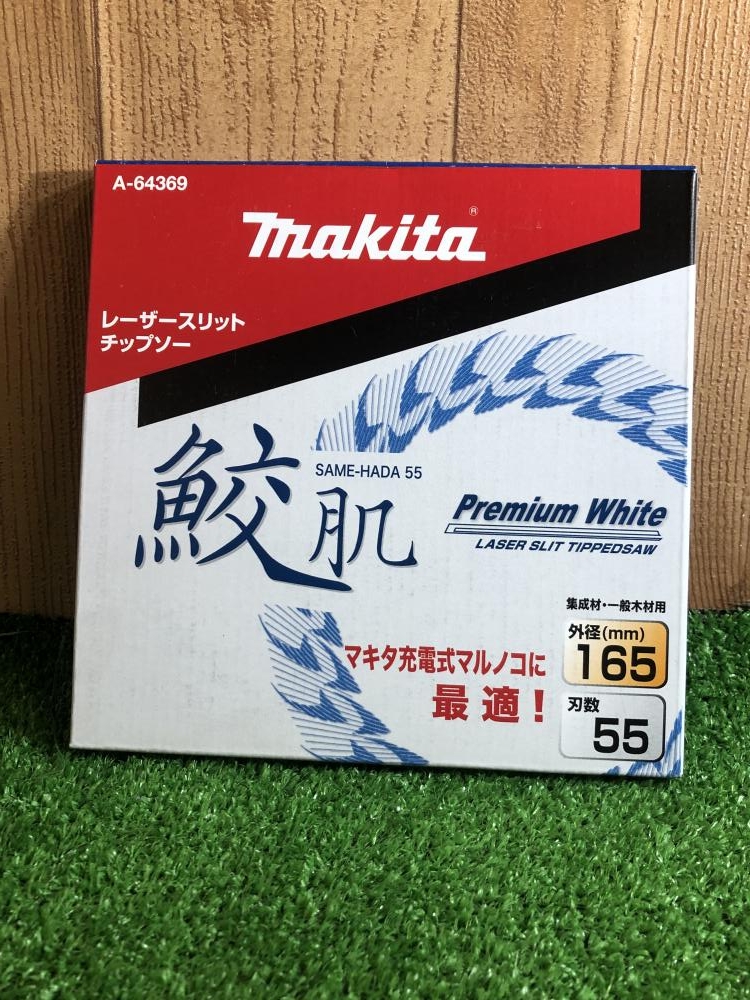 A-64369
makita®
レーザースリット
チップソー
鮫肌
SAME-HADA 55
Premium White
LASER SLIT TIPPEDSAW
集成材・一般木材用
外径(mm)
165
マキタ充電式マルノコに
最適！
刃数
55